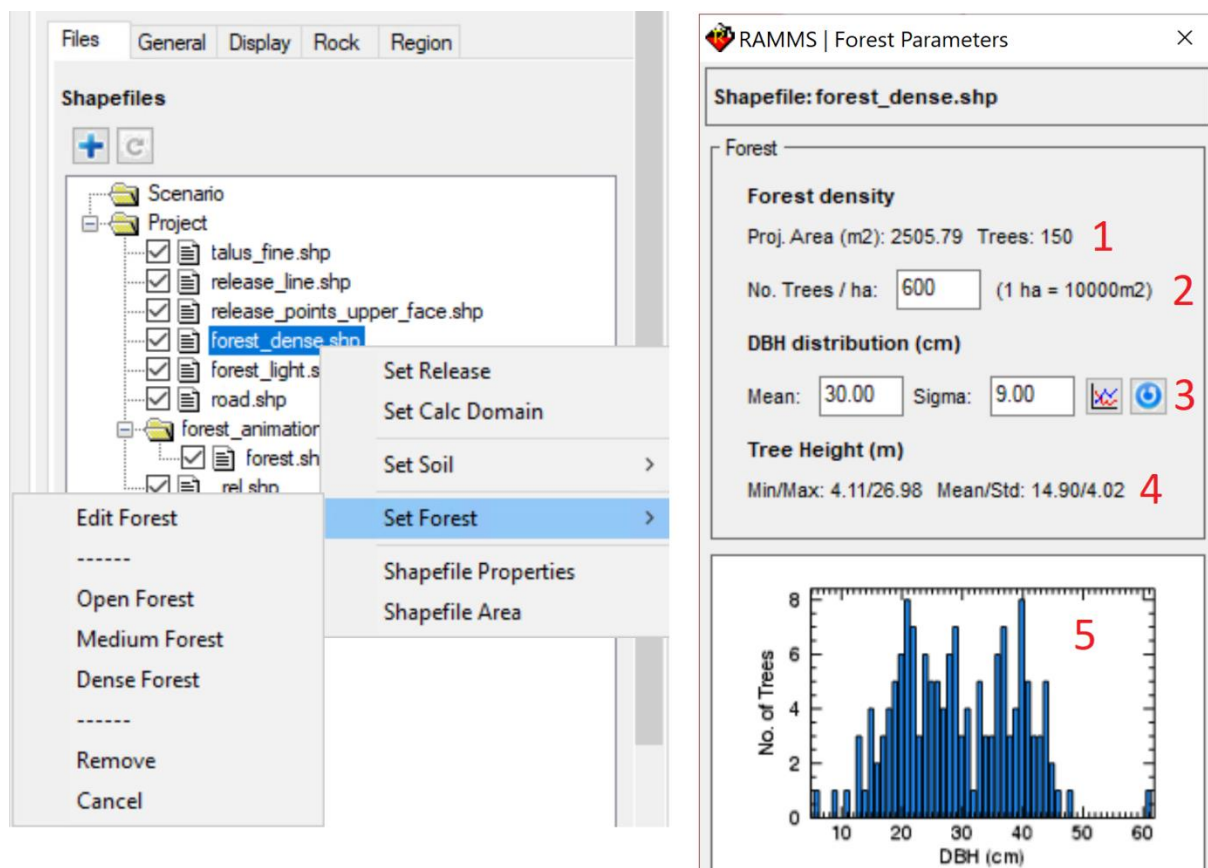 Files General Display Rock Region
Shapefiles
Scenario
Project
talus_fine.shp
release_line.shp
release_points_upper_face.shp
forest_dense.shp
forest_light.s
road.shp
forest_animation
forest.sh
_rel.shp
Set Release
Set Calc Domain
Set Soil >
Set Forest >
Shapefile Properties
Shapefile Area
Edit Forest
------
Open Forest
Medium Forest
Dense Forest
------
Remove
Cancel
RAMMS | Forest Parameters
Shapefile: forest_dense.shp
Forest
Forest density
Proj. Area (m2): 2505.79 Trees: 150 1
No. Trees / ha: 600 (1 ha = 10000m2) 2
DBH distribution (cm)
Mean: 30.00 Sigma: 9.00 3
Tree Height (m)
Min/Max: 4.11/26.98 Mean/Std: 14.90/4.02 4
5
No. of Trees
8
6
4
2
0
10 20 30 40 50 60
DBH (cm)